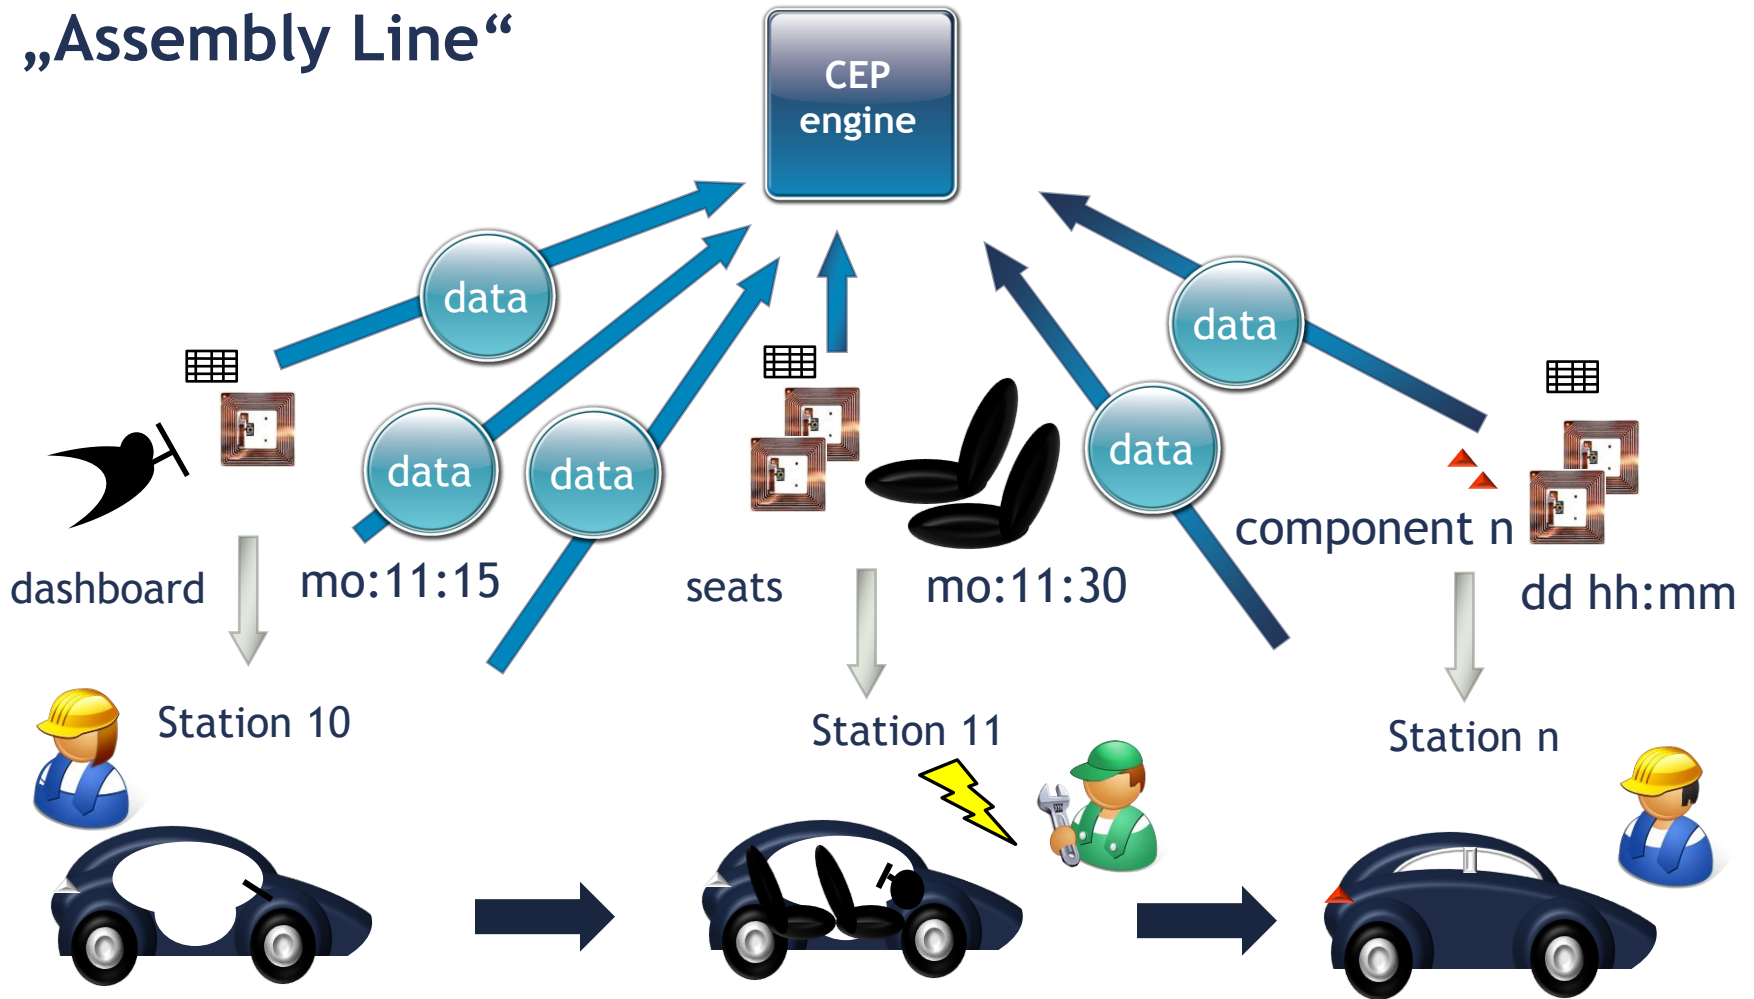 „Assembly Line“
CEP
engine
data
data
data
data
data
dashboard
mo:11:15
seats
mo:11:30
component n
dd hh:mm
Station 10
Station 11
Station n